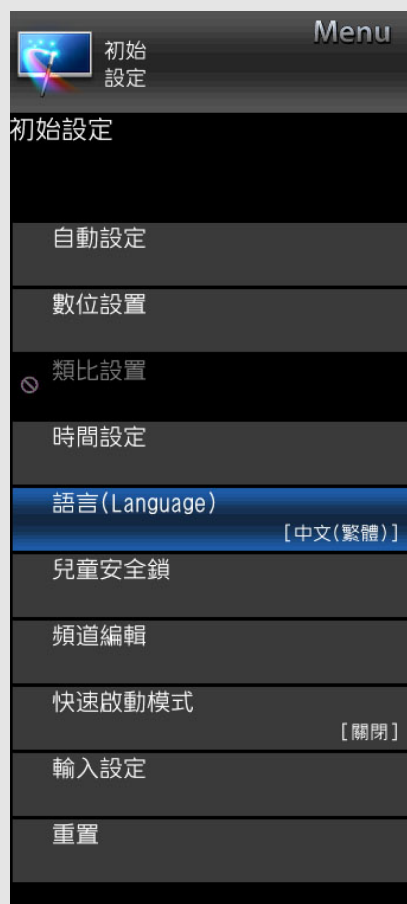 Menu
初始
設定
初始設定
自動設定
數位設置
類比設置
時間設定
語言(Language)
[中文(繁體)]
兒童安全鎖
頻道編輯
快速啟動模式
[關閉]
輸入設定
重置